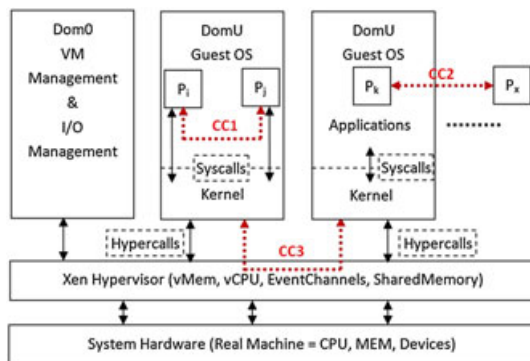 Dom0
VM
Management
&
I/O
Management
DomU
Guest OS
Pi
Pj
CC1
Syscalls
Kernel
DomU
Guest OS
Pk
CC2
Px
Applications
Syscalls
Kernel
Hypercalls
CC3
Hypercalls
Xen Hypervisor (vMem, vCPU, EventChannels, SharedMemory)
System Hardware (Real Machine = CPU, MEM, Devices)